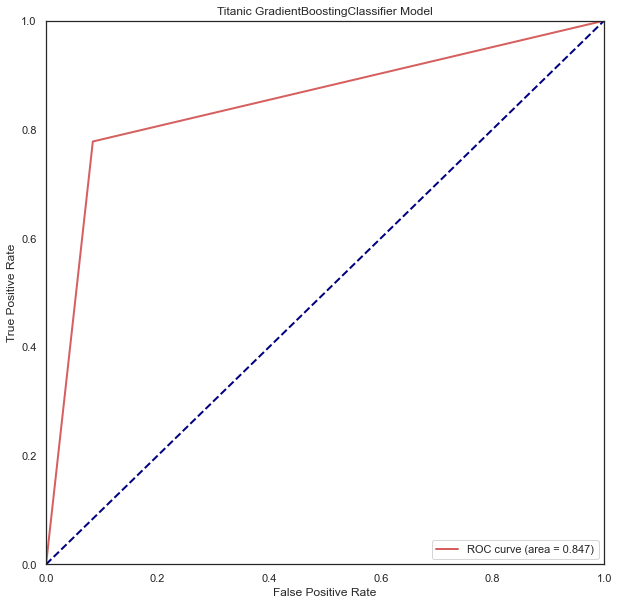 Titanic GradientBoostingClassifier Model
1.0
0.8
0.6
0.4
0.2
0.0
True Positive Rate
ROC curve (area = 0.847)
0.0 0.2 0.4 0.6 0.8 1.0
False Positive Rate